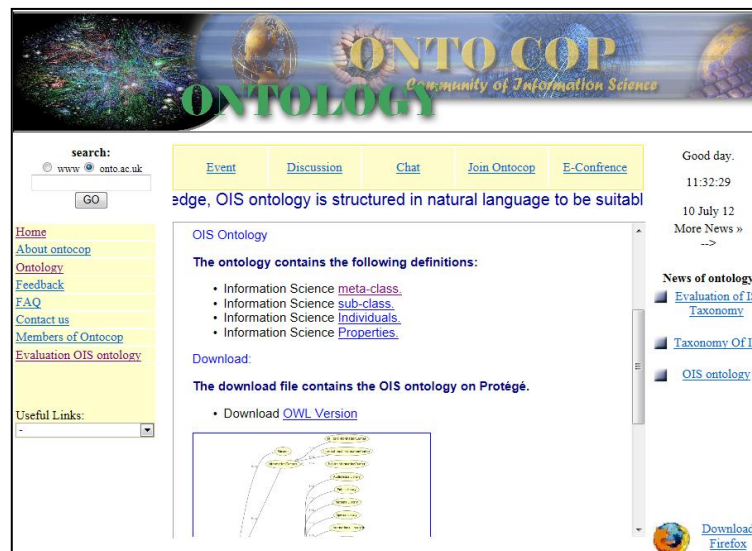 ONTO COP
Community of Information Science
ONTOLOGY
search:
www onto.ac.uk
GO
Home
About ontocop
Ontology
Feedback
FAQ
Contact us
Members of Ontocop
Evaluation OIS ontology
Useful Links:
-
Event Discussion Chat Join Ontocop E-Confrence
edge, OIS ontology is structured in natural language to be suitabl
OIS Ontology
The ontology contains the following definitions:
• Information Science meta-class.
• Information Science sub-class.
• Information Science Individuals.
• Information Science Properties.
Download:
The download file contains the OIS ontology on Protégé.
• Download OWL Version
Good day.
11:32:29
10 July 12
More News »
-->
News of ontology
Evaluation of I
Taxonomy
Taxonomy Of I
OIS ontology
Download
Firefox